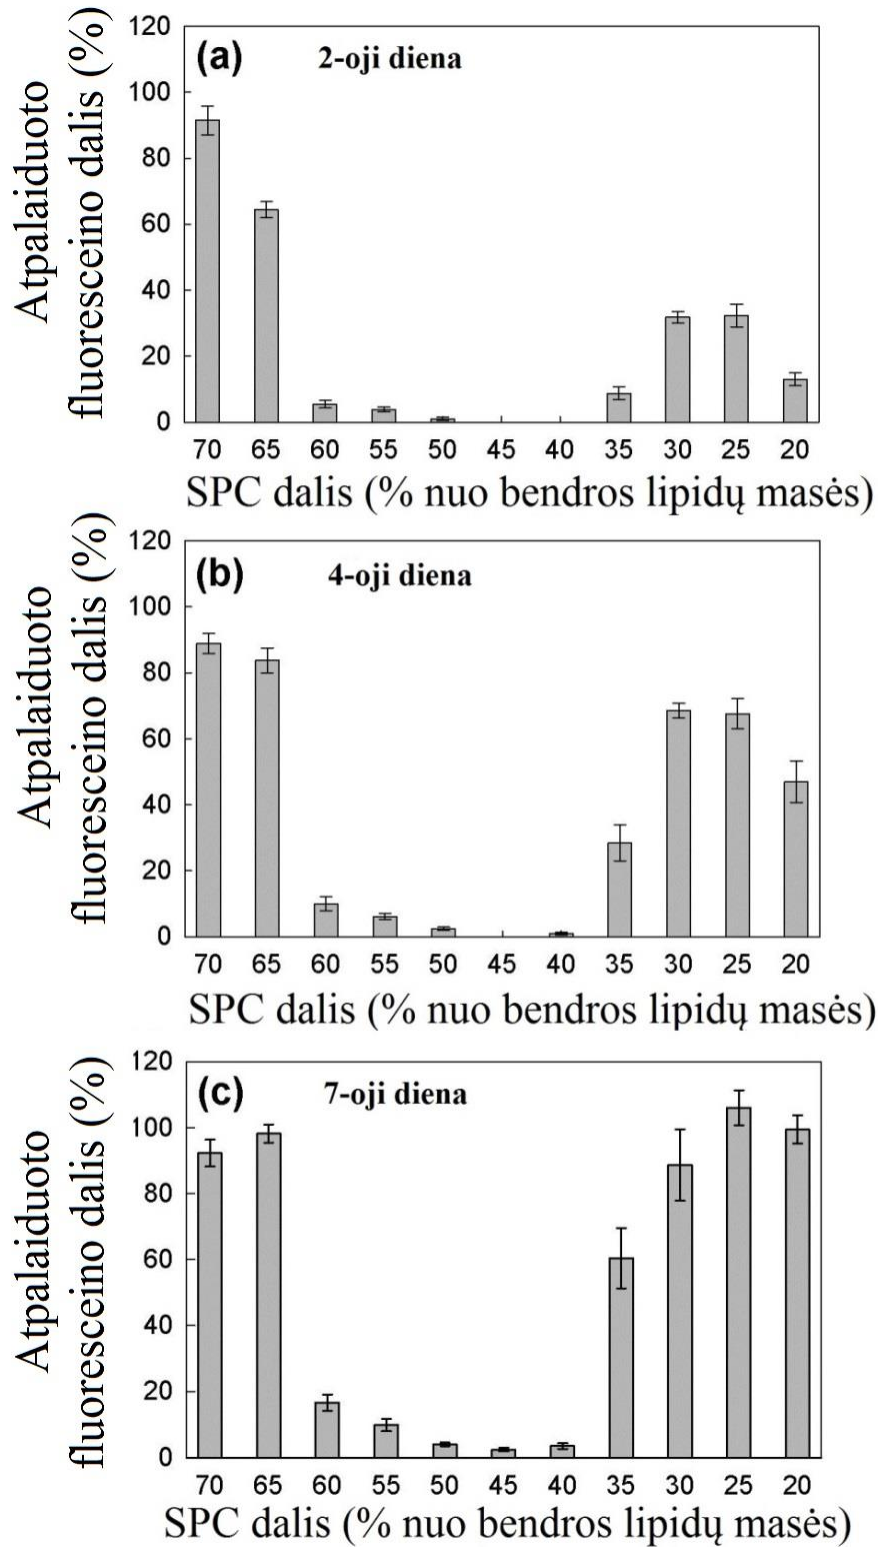 Atpalaiduoto
fluoresceino dalis (%)
120
100
80
60
40
20
0
(a) 2-oji diena
70 65 60 55 50 45 40 35 30 25 20
SPC dalis (% nuo bendros lipidų masės)
Atpalaiduoto
fluoresceino dalis (%)
120
100
80
60
40
20
0
(b) 4-oji diena
70 65 60 55 50 45 40 35 30 25 20
SPC dalis (% nuo bendros lipidų masės)
Atpalaiduoto
fluoresceino dalis (%)
120
100
80
60
40
20
0
(c) 7-oji diena
70 65 60 55 50 45 40 35 30 25 20
SPC dalis (% nuo bendros lipidų masės)